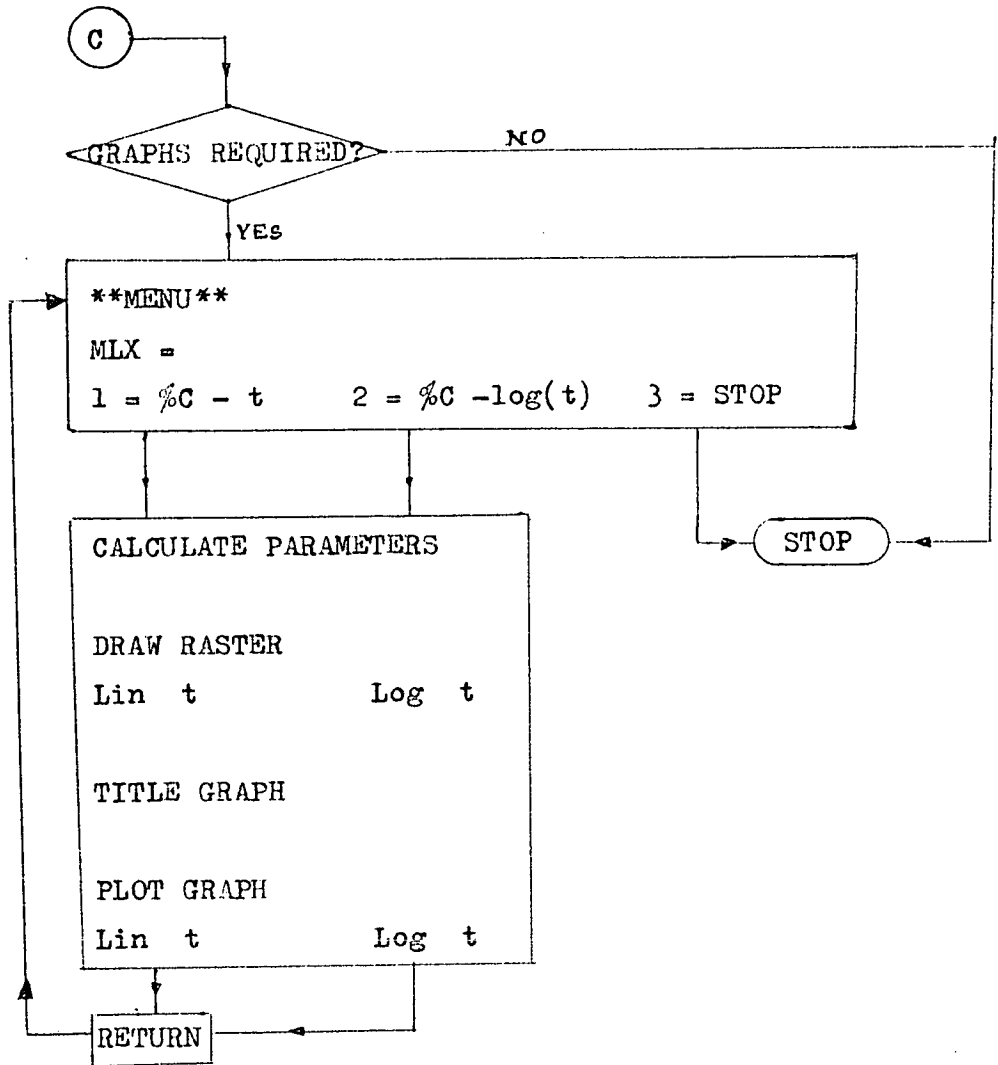 C
GRAPHS REQUIRED?
NO
YES
**MENU**
MLX =
1 = %C - t 2 = %C -log(t) 3 = STOP
CALCULATE PARAMETERS
STOP
DRAW RASTER
Lin t Log t
TITLE GRAPH
PLOT GRAPH
Lin t Log t
RETURN